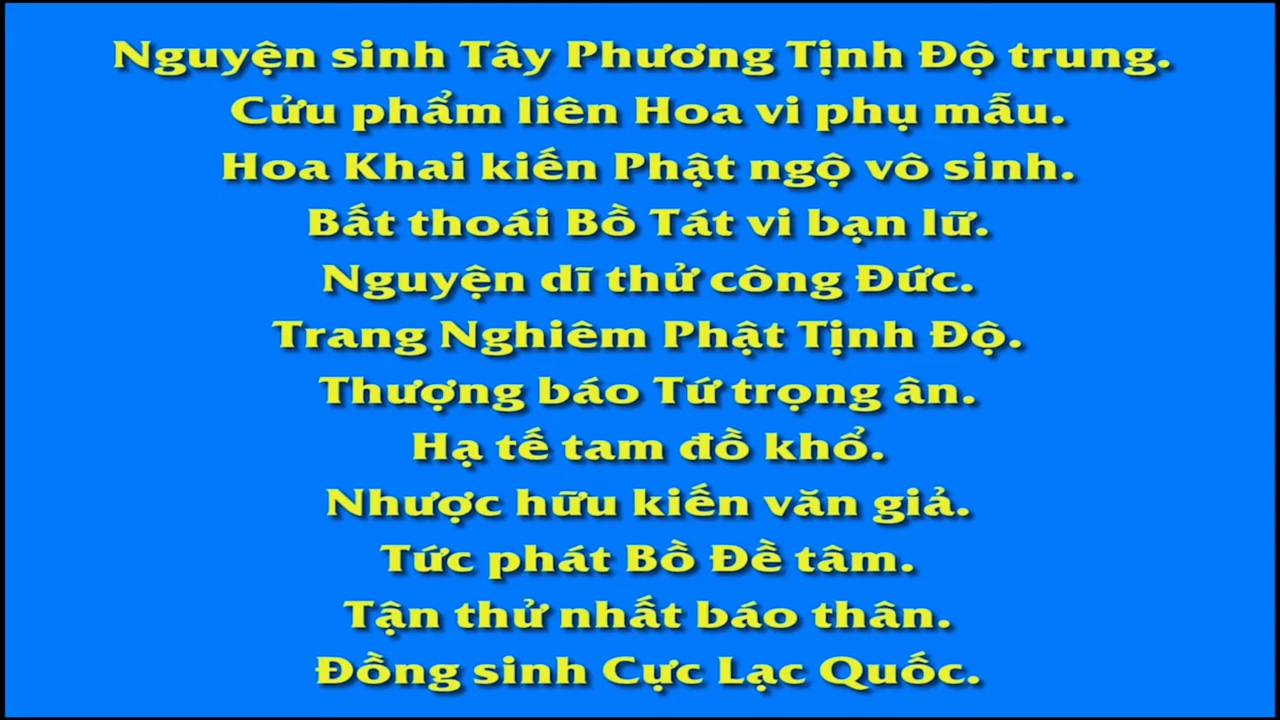 Nguyện sinh Tây Phương Tịnh Độ trung.
Cửu phẩm liên Hoa vi phụ mẫu.
Hoa Khai kiến Phật ngộ vô sinh.
Bất thoái Bồ Tát vi bạn lữ.
Nguyện dĩ thử công Đức.
Trang Nghiêm Phật Tịnh Độ.
Thượng báo Tứ trọng ân.
Hạ tế tam đồ khổ.
Nhược hữu kiến văn giả.
Tức phát Bồ Đề tâm.
Tận thử nhất báo thân.
Đồng sinh Cực Lạc Quốc.